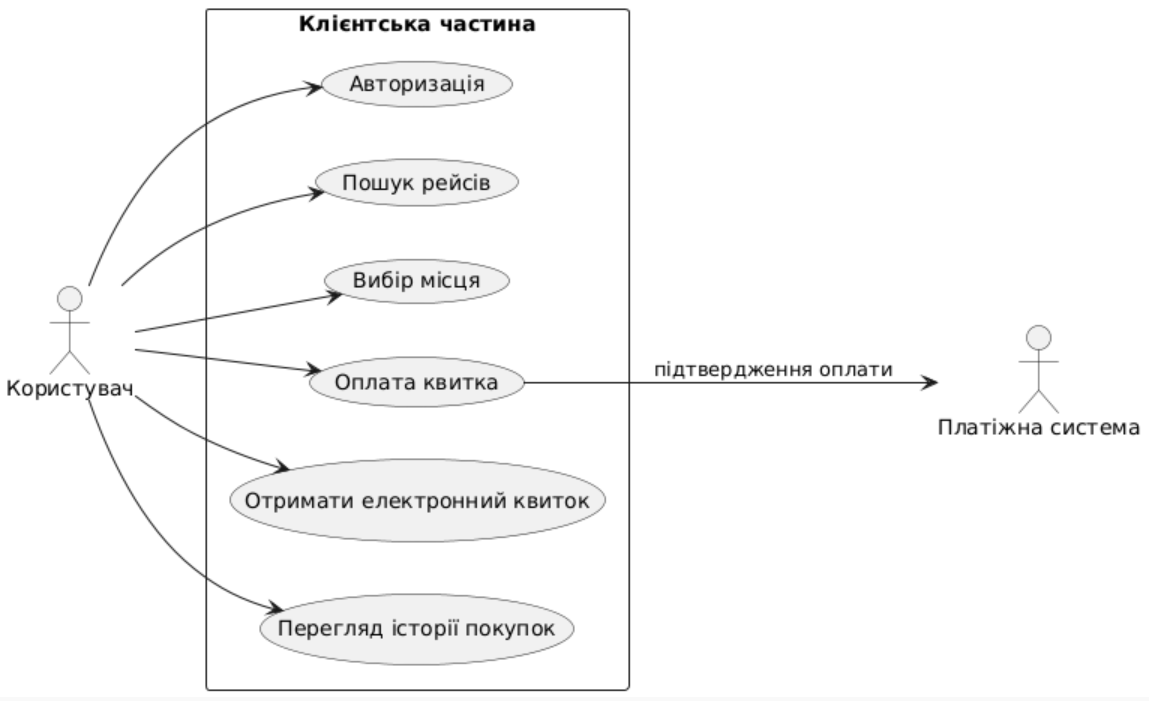 Клієнтська частина
Авторизація
Пошук рейсів
Вибір місця
Оплата квитка
підтвердження оплати
Користувач
Платіжна система
Отримати електронний квиток
Перегляд історії покупок